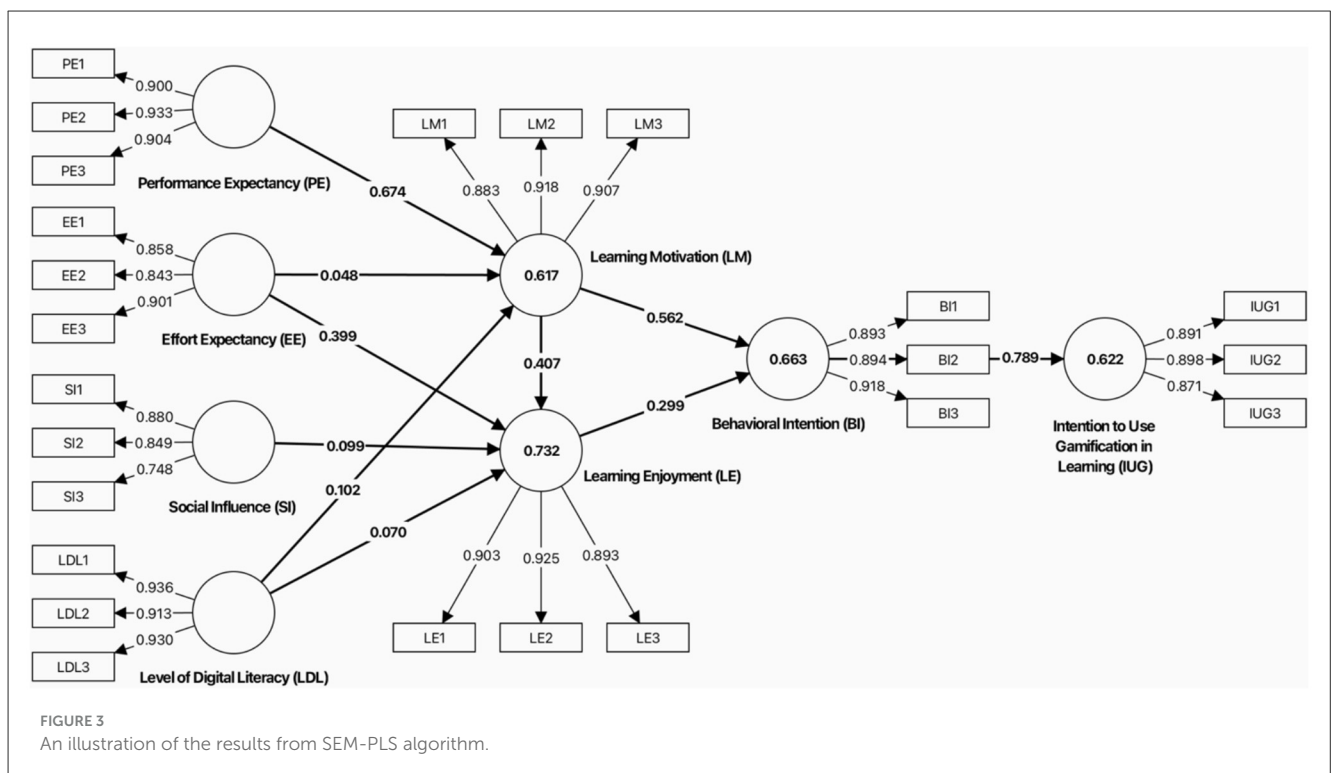 PE1
0.900
PE2
0.933
0.904
PE3
Performance Expectancy (PE)
0.674
LM1
LM2
LM3
0.883
0.918
0.907
EE1
0.858
EE2
0.843
0.901
EE3
Effort Expectancy (EE)
0.048
0.399
Learning Motivation (LM)
0.617
0.407
0.562
SI1
0.880
SI2
0.849
0.748
SI3
Social Influence (SI)
0.099
0.102
0.070
0.732
Learning Enjoyment (LE)
0.299
LDL1
0.936
LDL2
0.913
0.930
LDL3
Level of Digital Literacy (LDL)
0.903
0.925
0.893
LE1
LE2
LE3
0.663
Behavioral Intention (BI)
0.893
0.894
0.918
BI1
BI2
BI3
0.789
0.622
Intention to Use
Gamification in
Learning (IUG)
0.891
0.898
0.871
IUG1
IUG2
IUG3
FIGURE 3
An illustration of the results from SEM-PLS algorithm.